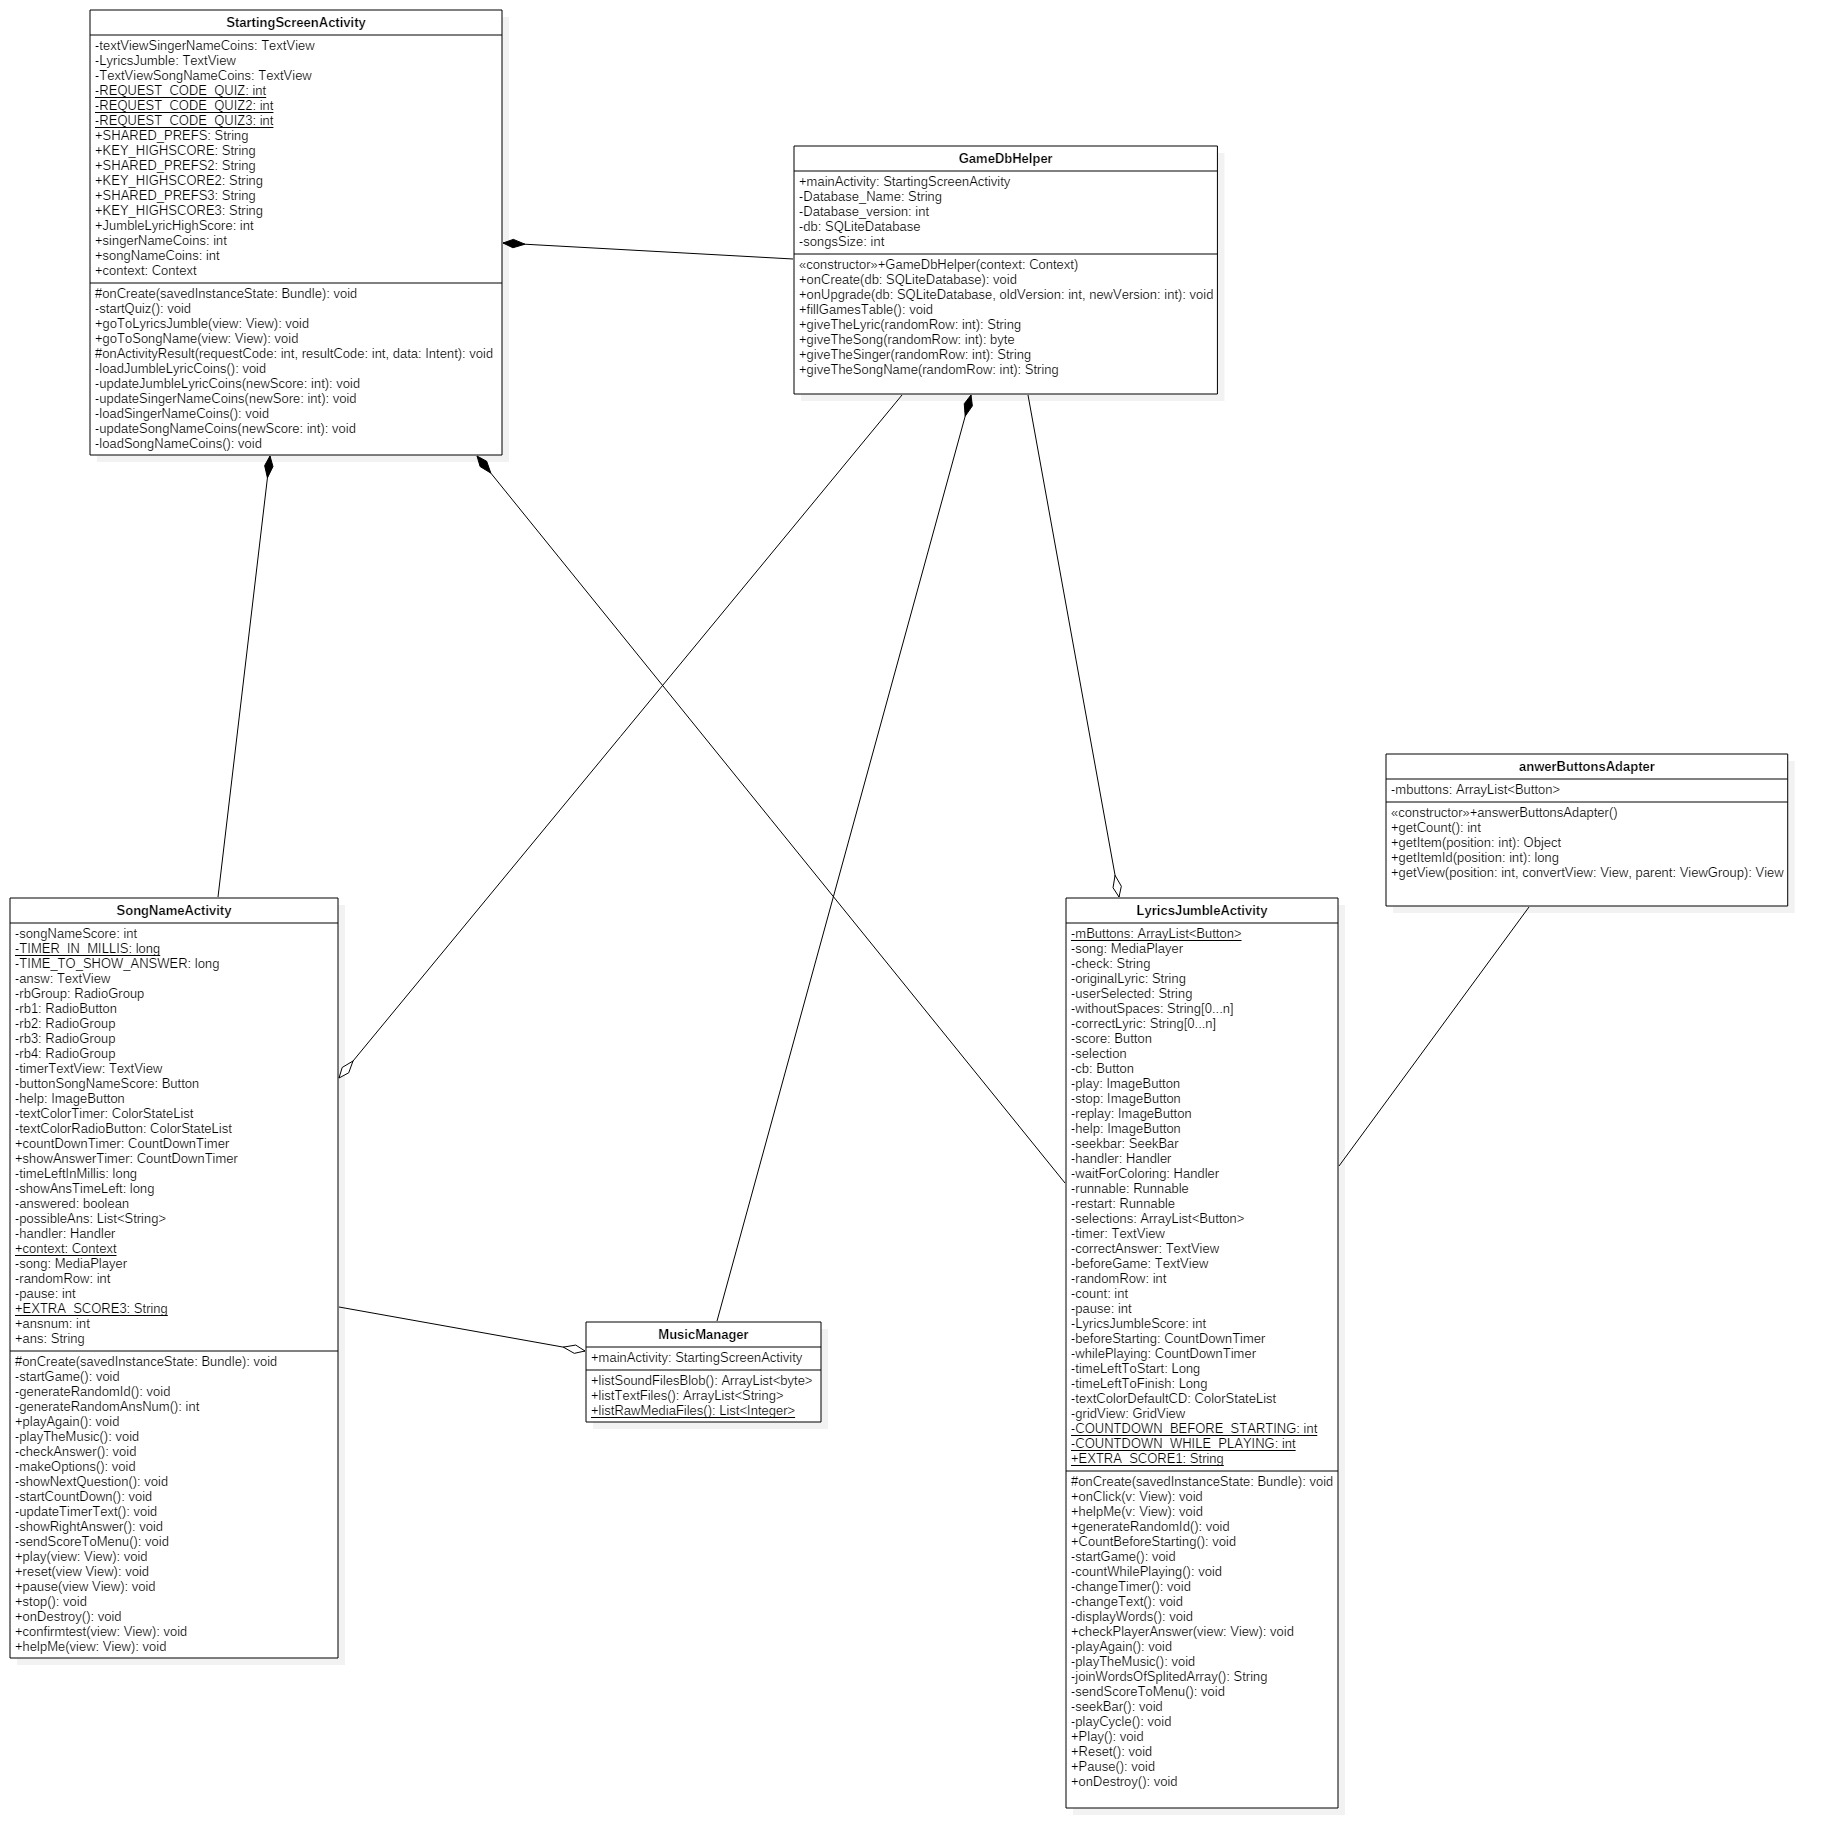 StartingScreenActivity
-textViewSingerNameCoins: TextView
-LyricsJumble: TextView
-TextViewSongNameCoins: TextView
-REQUEST_CODE_QUIZ: int
-REQUEST_CODE_QUIZ2: int
-REQUEST_CODE_QUIZ3: int
+SHARED_PREFS: String
+KEY_HIGHSCORE: String
+SHARED_PREFS2: String
+KEY_HIGHSCORE2: String
+SHARED_PREFS3: String
+KEY_HIGHSCORE3: String
+JumbleLyricHighScore: int
+singerNameCoins: int
+songNameCoins: int
+context: Context
#onCreate(savedInstanceState: Bundle): void
-startQuiz(): void
+goToLyricsJumble(view: View): void
+goToSongName(view: View): void
#onActivityResult(requestCode: int, resultCode: int, data: Intent): void
-loadJumbleLyricCoins(): void
-updateJumbleLyricCoins(newScore: int): void
-updateSingerNameCoins(newSore: int): void
-loadSingerNameCoins(): void
-updateSongNameCoins(newScore: int): void
-loadSongNameCoins(): void
GameDbHelper
+mainActivity: StartingScreenActivity
-Database_Name: String
-Database_version: int
-db: SQLiteDatabase
-songsSize: int
«constructor»+GameDbHelper(context: Context)
+onCreate(db: SQLiteDatabase): void
+onUpgrade(db: SQLiteDatabase, oldVersion: int, newVersion: int): void
+fillGamesTable(): void
+giveTheLyric(randomRow: int): String
+giveTheSong(randomRow: int): byte
+giveTheSinger(randomRow: int): String
+giveTheSongName(randomRow: int): String
anwerButtonsAdapter
-mbuttons: ArrayList<Button>
«constructor»+answerButtonsAdapter()
+getCount(): int
+getItem(position: int): Object
+getItemId(position: int): long
+getView(position: int, convertView: View, parent: ViewGroup): View
SongNameActivity
-songNameScore: int
-TIMER_IN_MILLIS: long
-TIME_TO_SHOW_ANSWER: long
-answ: TextView
-rbGroup: RadioGroup
-rb1: RadioButton
-rb2: RadioGroup
-rb3: RadioGroup
-rb4: RadioGroup
-timerTextView: TextView
-buttonSongNameScore: Button
-help: ImageButton
-textColorTimer: ColorStateList
-textColorRadioButton: ColorStateList
+countDownTimer: CountDownTimer
+showAnswerTimer: CountDownTimer
-timeLeftInMillis: long
-showAnsTimeLeft: long
-answered: boolean
-possibleAns: List<String>
-handler: Handler
+context: Context
-song: MediaPlayer
-randomRow: int
-pause: int
+EXTRA_SCORE3: String
+ansnum: int
+ans: String
#onCreate(savedInstanceState: Bundle): void
-startGame(): void
-generateRandomId(): void
-generateRandomAnsNum(): int
+playAgain(): void
-playTheMusic(): void
-checkAnswer(): void
-makeOptions(): void
-showNextQuestion(): void
-startCountDown(): void
-updateTimerText(): void
-showRightAnswer(): void
-sendScoreToMenu(): void
+play(view: View): void
+reset(view View): void
+pause(view View): void
+stop(): void
+onDestroy(): void
+confirmtest(view: View): void
+helpMe(view: View): void
MusicManager
+mainActivity: StartingScreenActivity
+listSoundFilesBlob(): ArrayList<byte>
+listTextFiles(): ArrayList<String>
+listRawMediaFiles(): List<Integer>
LyricsJumbleActivity
-mButtons: ArrayList<Button>
-song: MediaPlayer
-check: String
-originalLyric: String
-userSelected: String
-withoutSpaces: String[0...n]
-correctLyric: String[0...n]
-score: Button
-selection
-cb: Button
-play: ImageButton
-stop: ImageButton
-replay: ImageButton
-help: ImageButton
-seekbar: SeekBar
-handler: Handler
-waitForColoring: Handler
-runnable: Runnable
-restart: Runnable
-selections: ArrayList<Button>
-timer: TextView
-correctAnswer: TextView
-beforeGame: TextView
-randomRow: int
-count: int
-pause: int
-LyricsJumbleScore: int
-beforeStarting: CountDownTimer
-whilePlaying: CountDownTimer
-timeLeftToStart: Long
-timeLeftToFinish: Long
-textColorDefaultCD: ColorStateList
-gridView: GridView
-COUNTDOWN_BEFORE_STARTING: int
-COUNTDOWN_WHILE_PLAYING: int
+EXTRA_SCORE1: String
#onCreate(savedInstanceState: Bundle): void
+onClick(v: View): void
+helpMe(v: View): void
+generateRandomId(): void
+CountBeforeStarting(): void
-startGame(): void
-countWhilePlaying(): void
-changeTimer(): void
-changeText(): void
-displayWords(): void
+checkPlayerAnswer(view: View): void
-playAgain(): void
-playTheMusic(): void
-joinWordsOfSplitedArray(): String
-sendScoreToMenu(): void
-seekBar(): void
-playCycle(): void
+Play(): void
+Reset(): void
+Pause(): void
+onDestroy(): void